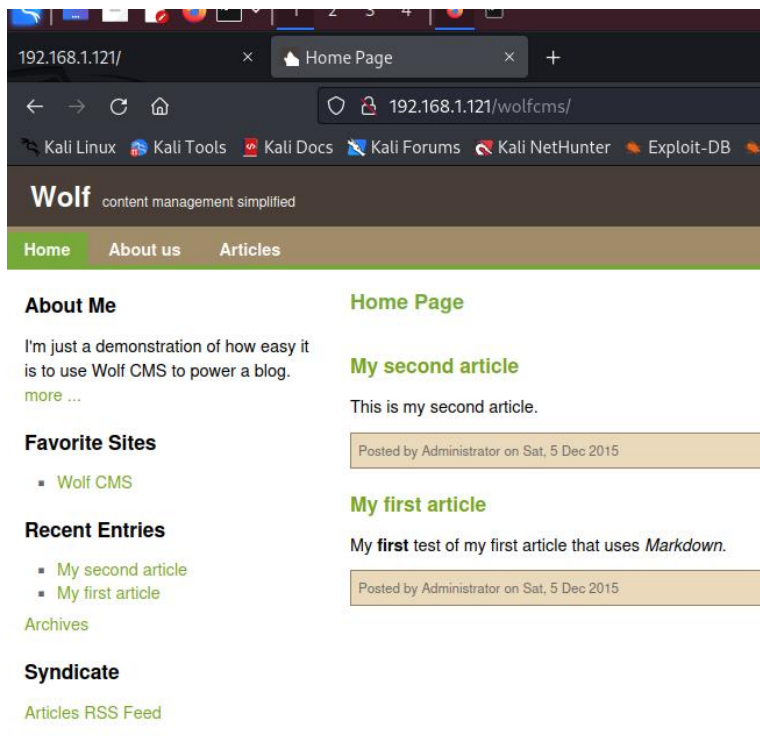 1 2 3 4
192.168.1.121/ × Home Page × +
192.168.1.121/wolfcms/
Kali Linux Kali Tools Kali Docs Kali Forums Kali NetHunter Exploit-DB
Wolf content management simplified
Home About us Articles
About Me
I'm just a demonstration of how easy it
is to use Wolf CMS to power a blog.
more ...
Favorite Sites
Wolf CMS
Recent Entries
My second article
My first article
Archives
Syndicate
Articles RSS Feed
Home Page
My second article
This is my second article.
Posted by Administrator on Sat, 5 Dec 2015
My first article
My first test of my first article that uses Markdown.
Posted by Administrator on Sat, 5 Dec 2015